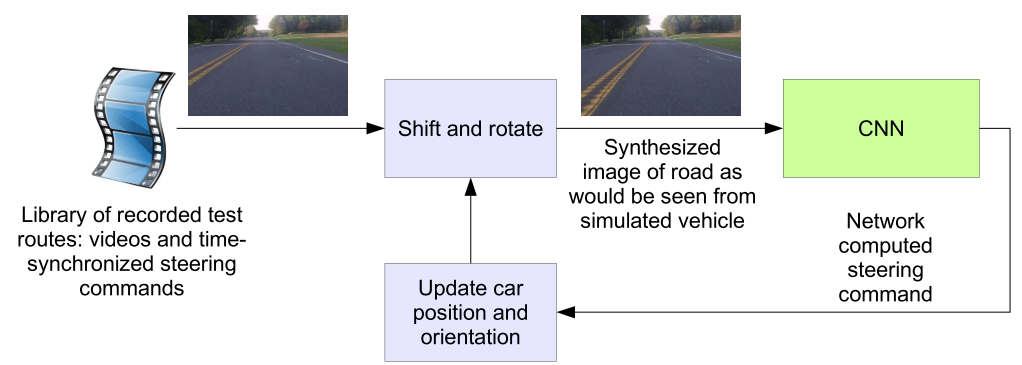 Shift and rotate
CNN
Synthesized
image of road as
would be seen from
simulated vehicle
Library of recorded test
routes: videos and time-
synchronized steering
commands
Network
computed
steering
command
Update car
position and
orientation